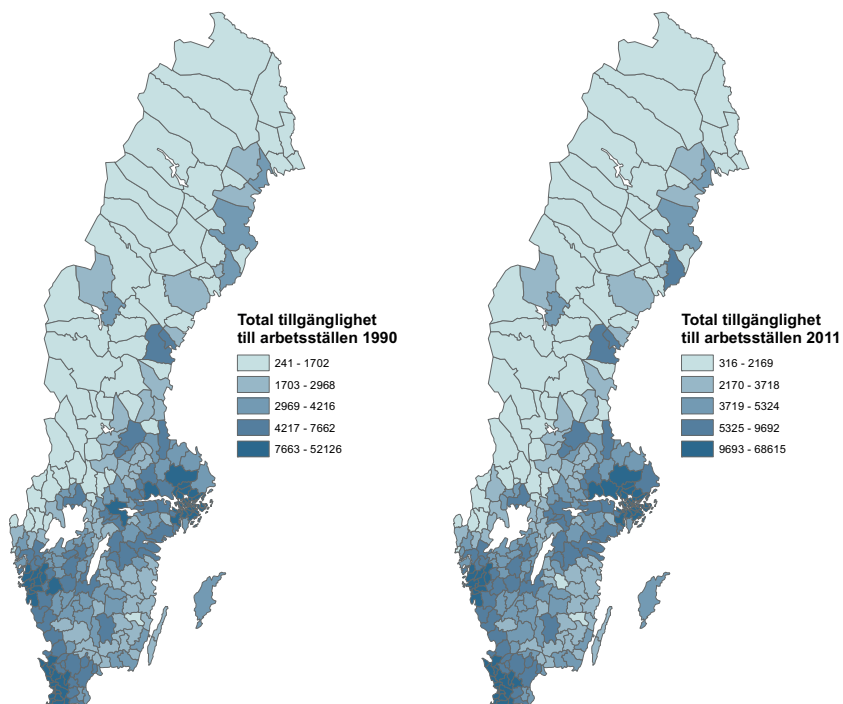 Total tillgänglighet
till arbetsställen 1990
241 - 1702
1703 - 2968
2969 - 4216
4217 - 7662
7663 - 52126
Total tillgänglighet
till arbetsställen 2011
316 - 2169
2170 - 3718
3719 - 5324
5325 - 9692
9693 - 68615